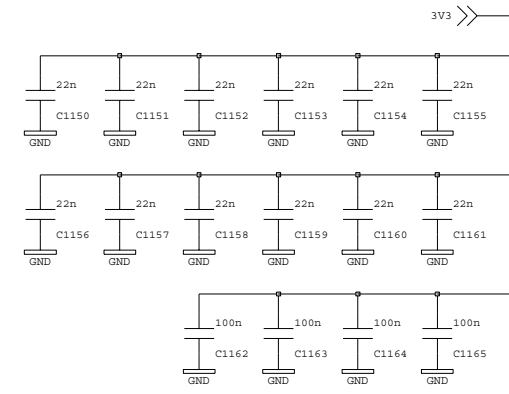 3V3
22n 22n 22n 22n 22n 22n
C1150 C1151 C1152 C1153 C1154 C1155
GND GND GND GND GND GND
22n 22n 22n 22n 22n 22n
C1156 C1157 C1158 C1159 C1160 C1161
GND GND GND GND GND GND
100n 100n 100n 100n
C1162 C1163 C1164 C1165
GND GND GND GND